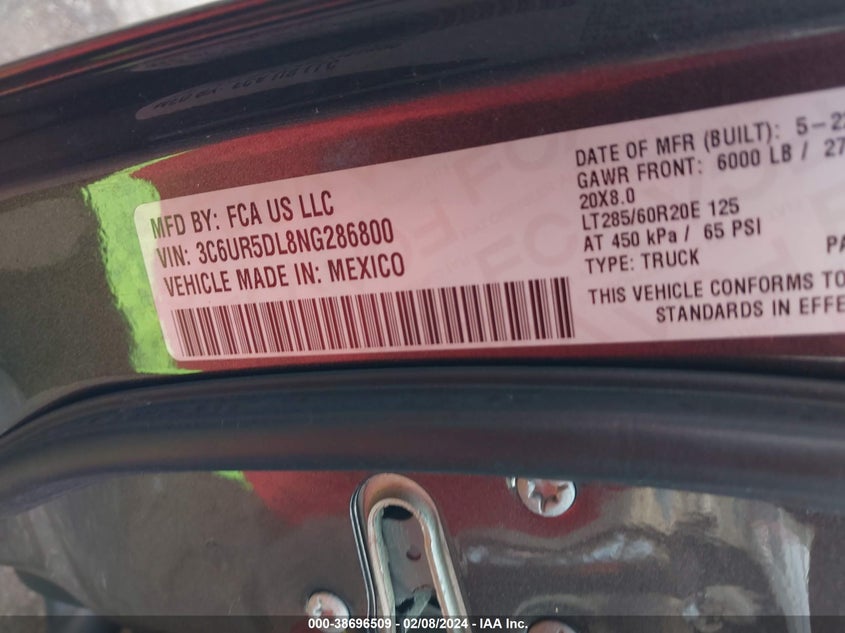 MFD BY: FCA US LLC
VIN: 3C6UR5DL8NG286800
VEHICLE MADE IN: MEXICO
DATE OF MFR (BUILT): 5-22
GAWR FRONT: 6000 LB / 27
20X8.0
LT285/60R20E 125
AT 450 kPa/ 65 PSI
TYPE: TRUCK
PA
THIS VEHICLE CONFORMS TO
STANDARDS IN EFFE
000-38696509 - 02/08/2024 - IAA Inc.